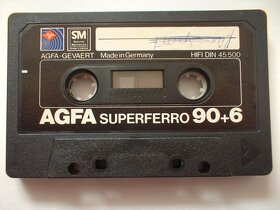 SM
AGFA-GEVAERT Made in Germany HIFI DIN 45 500
AGFA SUPERFERRO 90+6